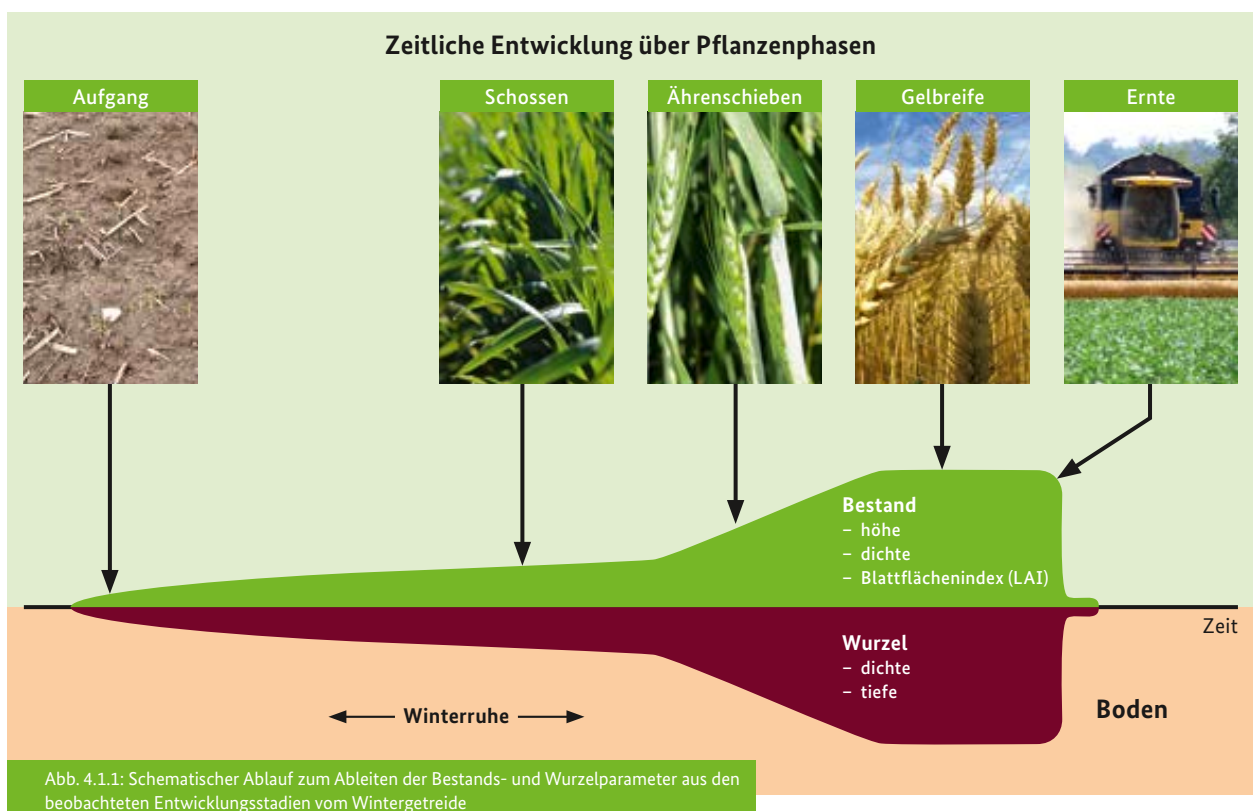 Zeitliche Entwicklung über Pflanzenphasen
Aufgang
Schossen
Ährenschieben
Gelbreife
Ernte
Bestand
– höhe
– dichte
– Blattflächenindex (LAI)
Zeit
Wurzel
– dichte
– tiefe
Winterruhe
Boden
Abb. 4.1.1: Schematischer Ablauf zum Ableiten der Bestands- und Wurzelparameter aus den
beobachteten Entwicklungsstadien vom Wintergetreide